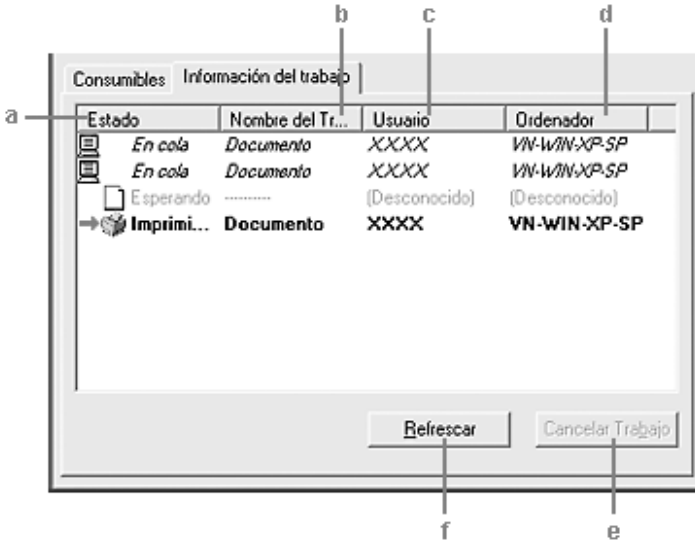 b c d
Consumibles Información del trabajo
a
Estado Nombre del Tr... Usuario Ordenador
En cola Documento XXXX VN-WIN-XP-SP
En cola Documento XXXX VN-WIN-XP-SP
Esperando ---------- (Desconocido) (Desconocido)
Imprimi... Documento XXXX VN-WIN-XP-SP
Refrescar Cancelar Trabajo
f e